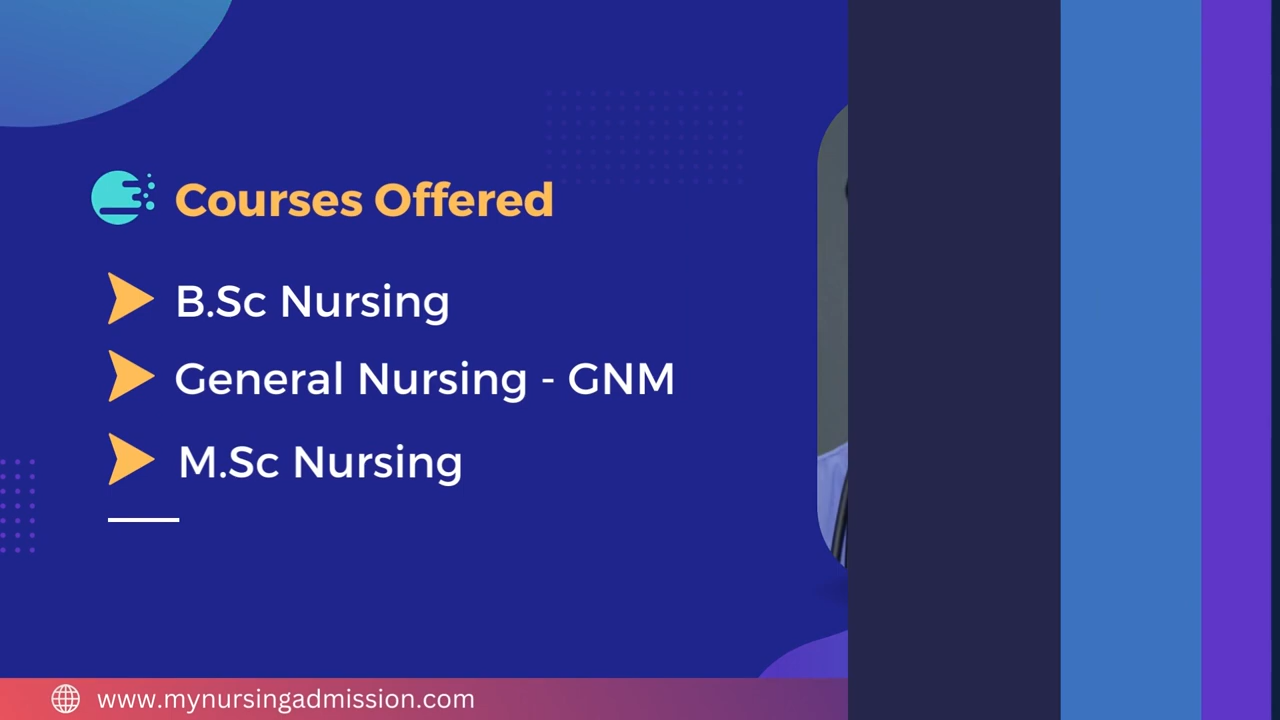 Courses Offered
B.Sc Nursing
General Nursing - GNM
M.Sc Nursing
www.mynursingadmission.com